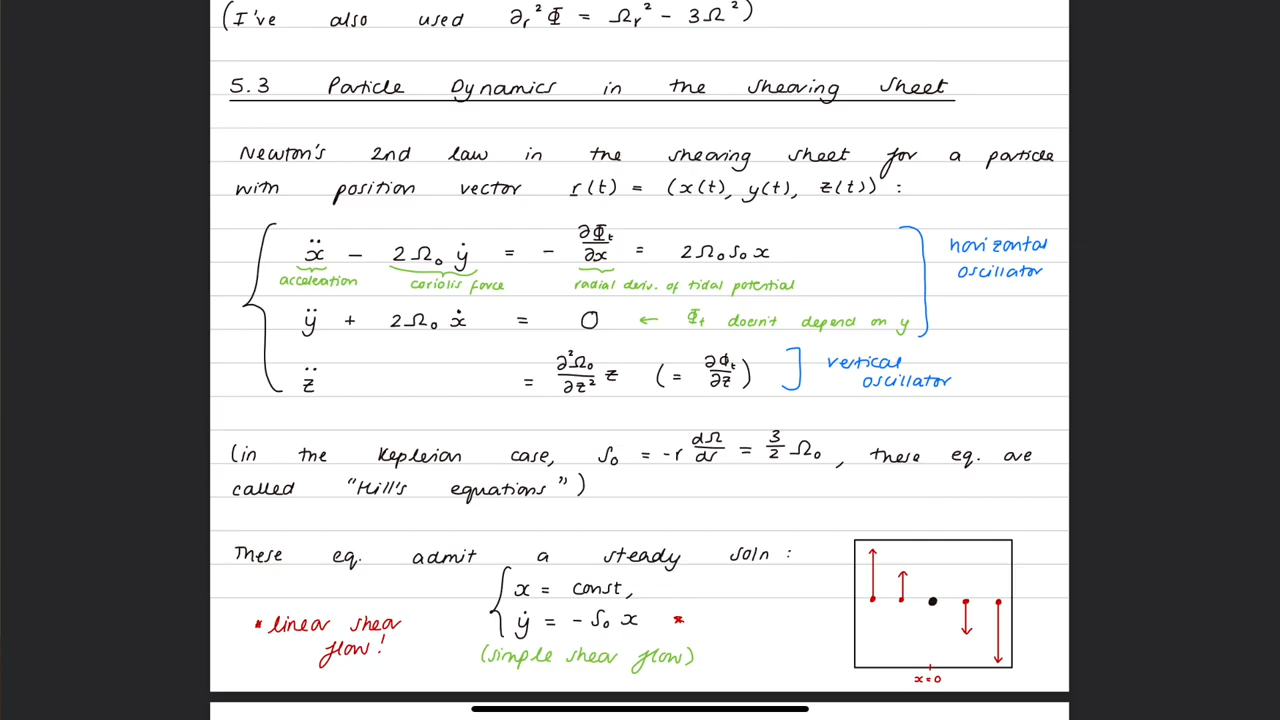 (I've also used ∂ᵣ²Φ = Ωᵣ² - 3Ω²)
5.3 Particle Dynamics in the shearing sheet
Newton's 2nd law in the shearing sheet for a particle
with position vector r(t) = (x(t), y(t), z(t)) :
ẍ - 2Ω₀ẏ = - ∂Φₜ/∂x = 2Ω₀S₀x
horizontal
oscillator
acceleration coriolis force radial deriv. of tidal potential
ÿ + 2Ω₀ẋ = 0 ← Φₜ doesn't depend on y
z̈ = ∂²Ω₀/∂z² z (= ∂Φₜ/∂z)
vertical
oscillator
(in the Keplerian case, S₀ = -r dΩ/dr = 3/2 Ω₀, these eq. are
called "Hill's equations")
These eq. admit a steady soln :
x = const,
ẏ = - S₀x *
* linear shear
flow!
(simple shear flow)
x=0